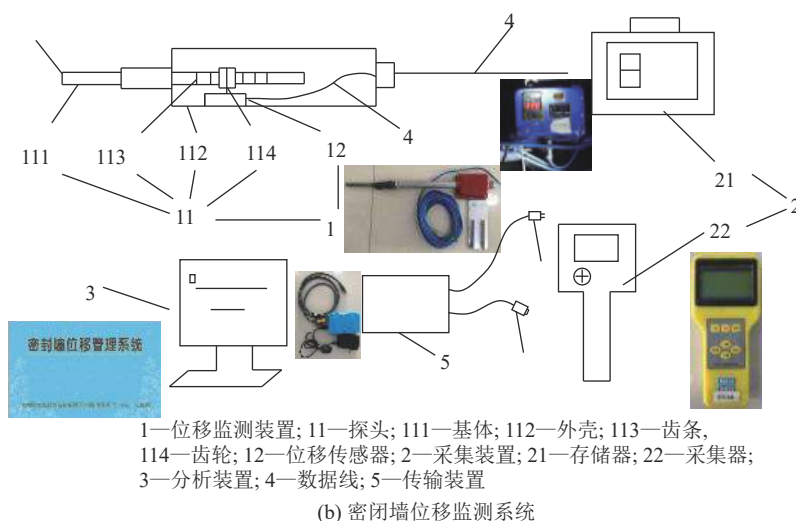 4
111
113
112
114
12
4
21
2
11
1
22
3
5
密封墙位移管理系统
1—位移监测装置; 11—探头; 111—基体; 112—外壳; 113—齿条,
114—齿轮; 12—位移传感器; 2—采集装置; 21—存储器; 22—采集器;
3—分析装置; 4—数据线; 5—传输装置
(b) 密闭墙位移监测系统